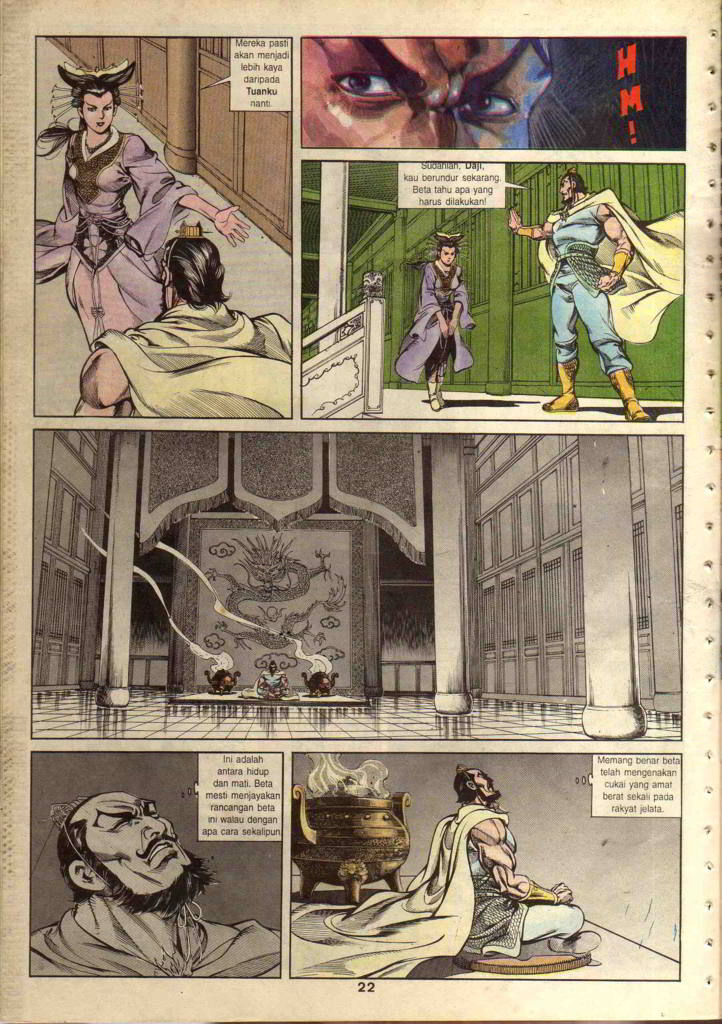 Mereka pasti
akan menjadi
lebih kaya
daripada
Tuanku
nanti.
HM!
Sudahlah, Daji,
kau berundur sekarang.
Beta tahu apa yang
harus dilakukan!
Ini adalah
antara hidup
dan mati. Beta
mesti menjayakan
rancangan beta
ini walau dengan
apa cara sekalipun.
Memang benar beta
telah mengenakan
cukai yang amat
berat sekali pada
rakyat jelata.
22